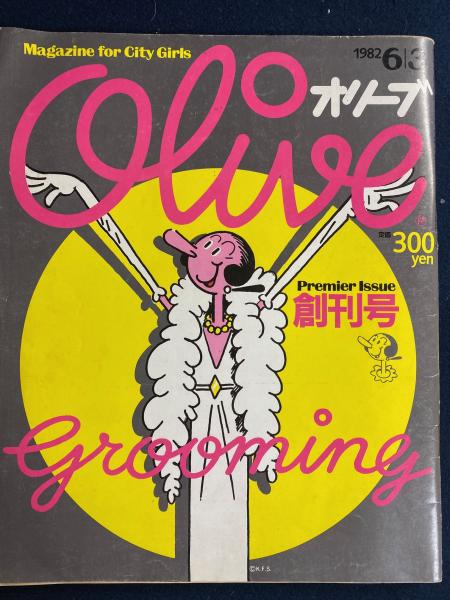 Magazine for City Girls
1982 6|3
Olive
オリーブ
定価 300
yen
Premier Issue
創刊号
Grooming
©K.F.S.